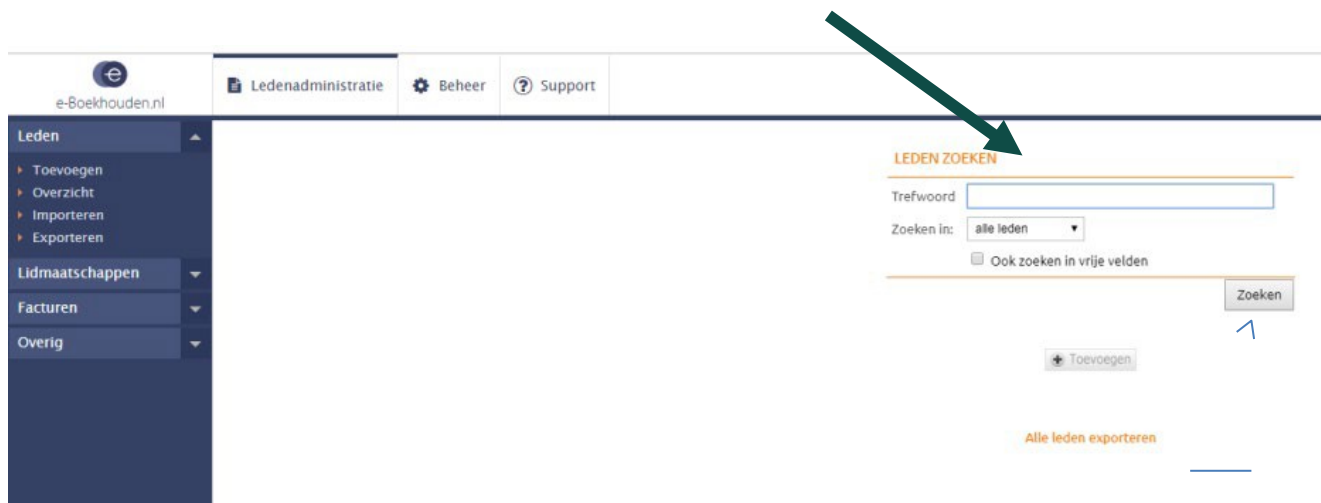 e-Boekhouden.nl
Ledenadministratie
Beheer
Support
Leden
Toevoegen
Overzicht
Importeren
Exporteren
Lidmaatschappen
Facturen
Overig
LEDEN ZOEKEN
Trefwoord
Zoeken in: alle leden
Ook zoeken in vrije velden
Zoeken
Toevoegen
Alle leden exporteren